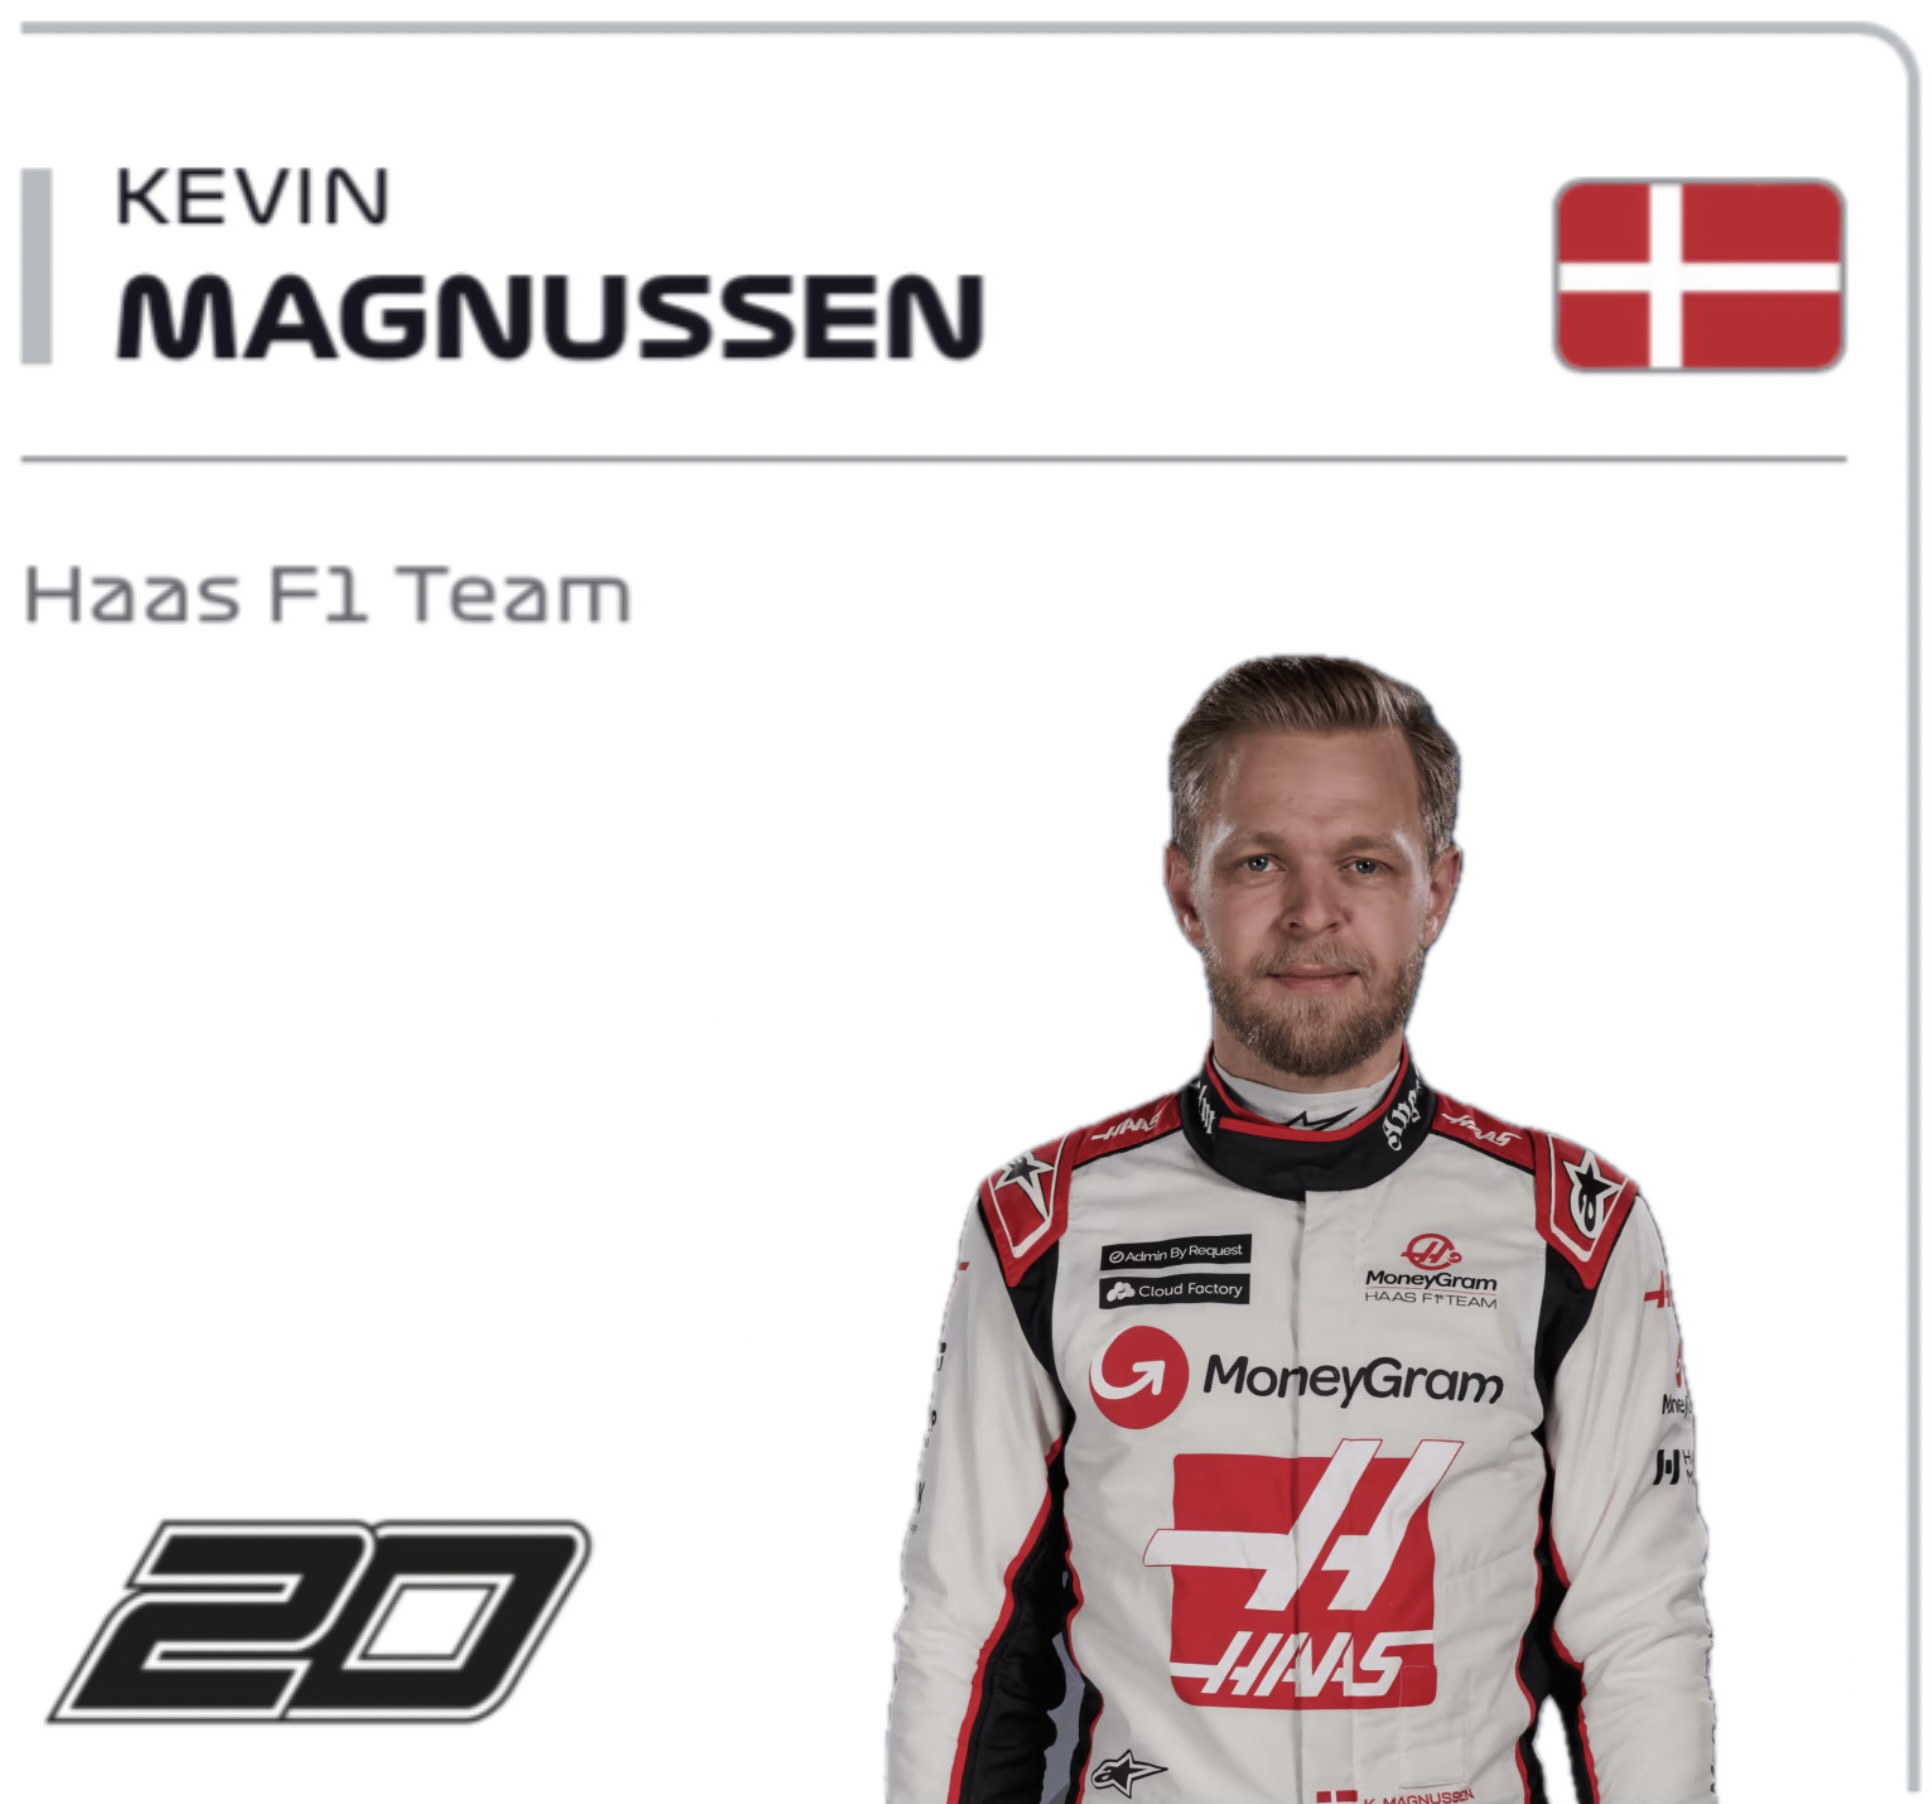 KEVIN
MAGNUSSEN
Haas F1 Team
HAAS
HAAS
Admin By Request
Cloud Factory
MoneyGram
HAAS F1 TEAM
MoneyGram
HAAS
20
K. MAGNUSSEN